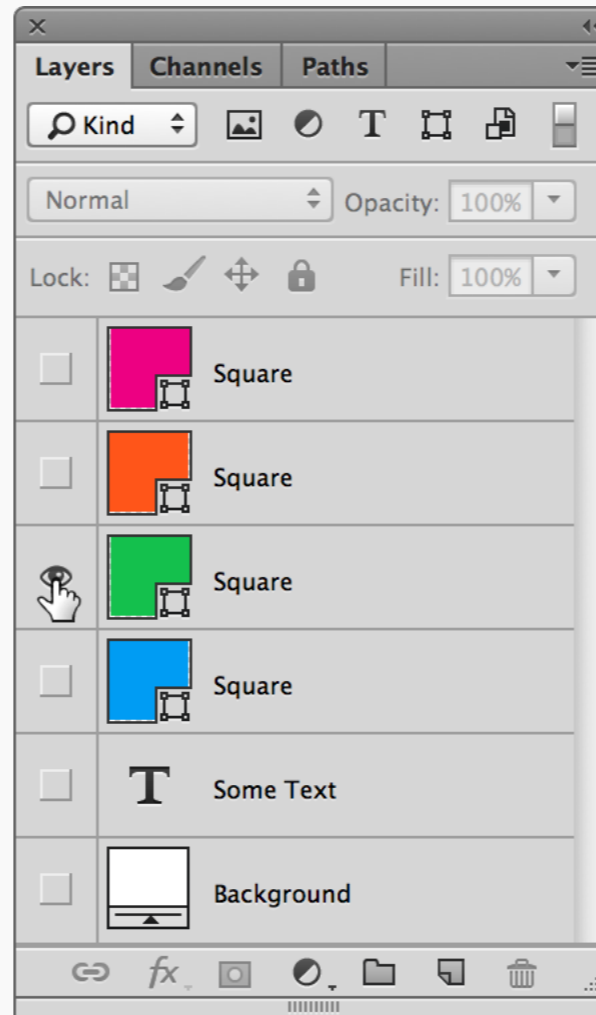 Layers Channels Paths
Kind T
Normal Opacity: 100%
Lock: Fill: 100%
Square
Square
Square
Square
T Some Text
Background
fx